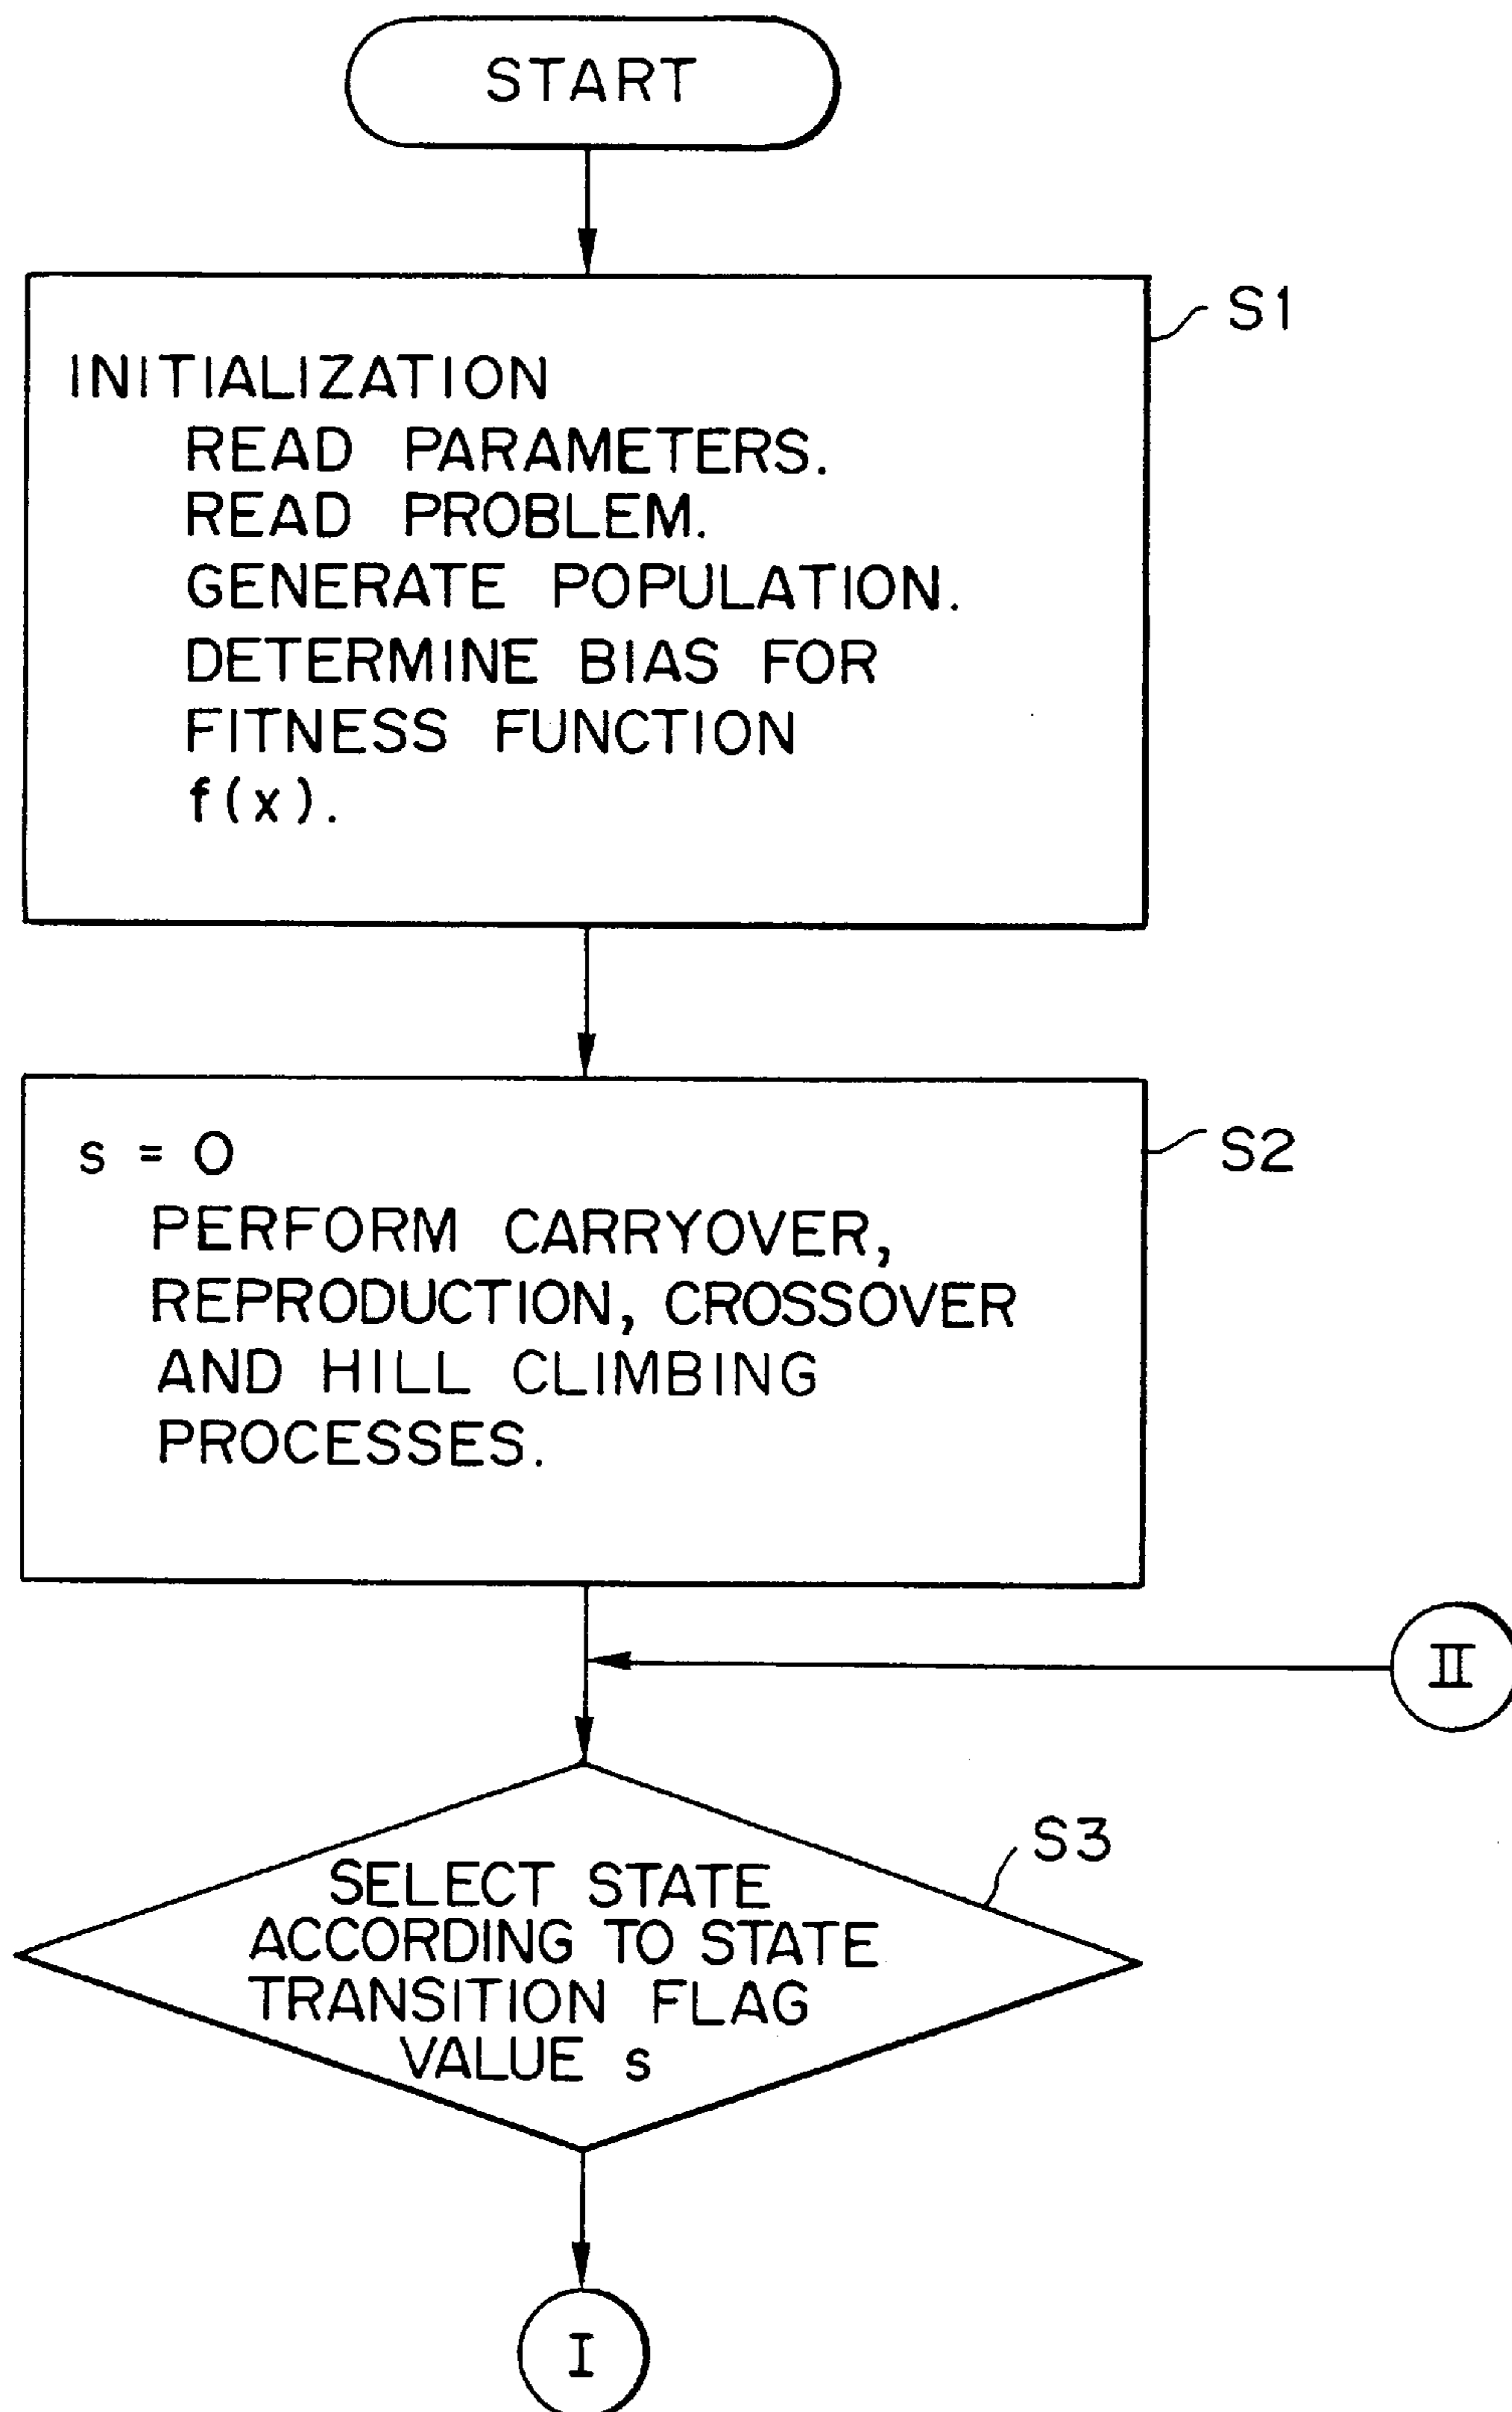 START
S1
INITIALIZATION
READ PARAMETERS.
READ PROBLEM.
GENERATE POPULATION.
DETERMINE BIAS FOR
FITNESS FUNCTION
f(x).
s = 0
S2
PERFORM CARRYOVER,
REPRODUCTION, CROSSOVER
AND HILL CLIMBING
PROCESSES.
II
S3
SELECT STATE
ACCORDING TO STATE
TRANSITION FLAG
VALUE s
I